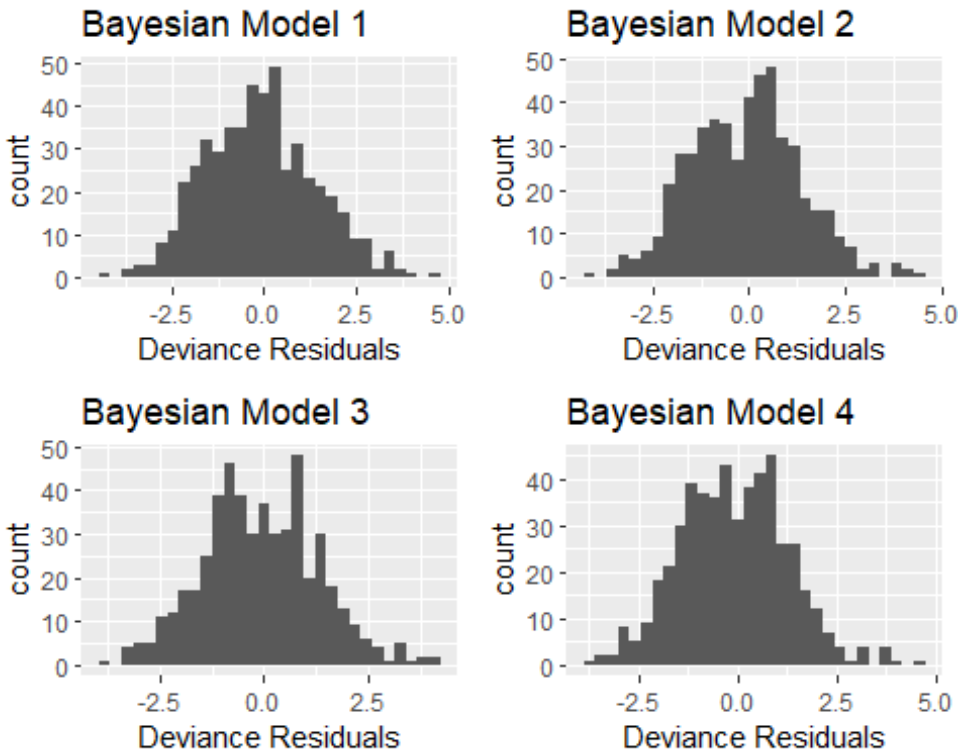 Bayesian Model 1
50
40
30
20
10
0
count
-2.5 0.0 2.5 5.0
Deviance Residuals
Bayesian Model 2
50
40
30
20
10
0
count
-2.5 0.0 2.5 5.0
Deviance Residuals
Bayesian Model 3
50
40
30
20
10
0
count
-2.5 0.0 2.5
Deviance Residuals
Bayesian Model 4
40
30
20
10
0
count
-2.5 0.0 2.5 5.0
Deviance Residuals